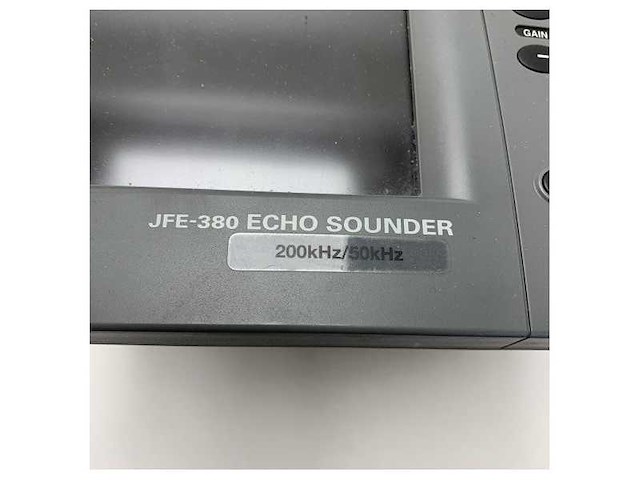 GAIN
−
JFE-380 ECHO SOUNDER
200kHz/50kHz